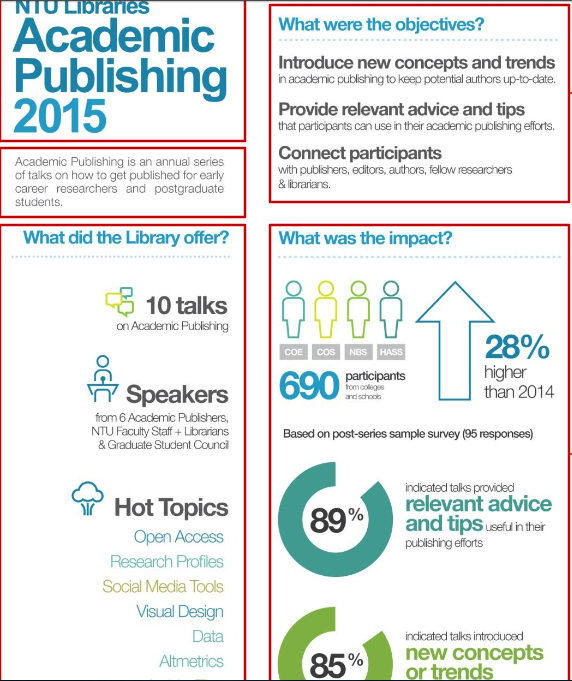 NTU Libraries
Academic
Publishing
2015
Academic Publishing is an annual series
of talks on how to get published for early
career researchers and postgraduate
students.
What did the Library offer?
10 talks
on Academic Publishing
Speakers
from 6 Academic Publishers,
NTU Faculty Staff + Librarians
& Graduate Student Council
Hot Topics
Open Access
Research Profiles
Social Media Tools
Visual Design
Data
Altmetrics
What were the objectives?
Introduce new concepts and trends
in academic publishing to keep potential authors up-to-date.
Provide relevant advice and tips
that participants can use in their academic publishing efforts.
Connect participants
with publishers, editors, authors, fellow researchers
& librarians.
What was the impact?
COE COS NBS HASS
690 participants
from colleges
and schools
28%
higher
than 2014
Based on post-series sample survey (95 responses)
89%
indicated talks provided
relevant advice
and tips useful in their
publishing efforts
85%
indicated talks introduced
new concepts
or trends